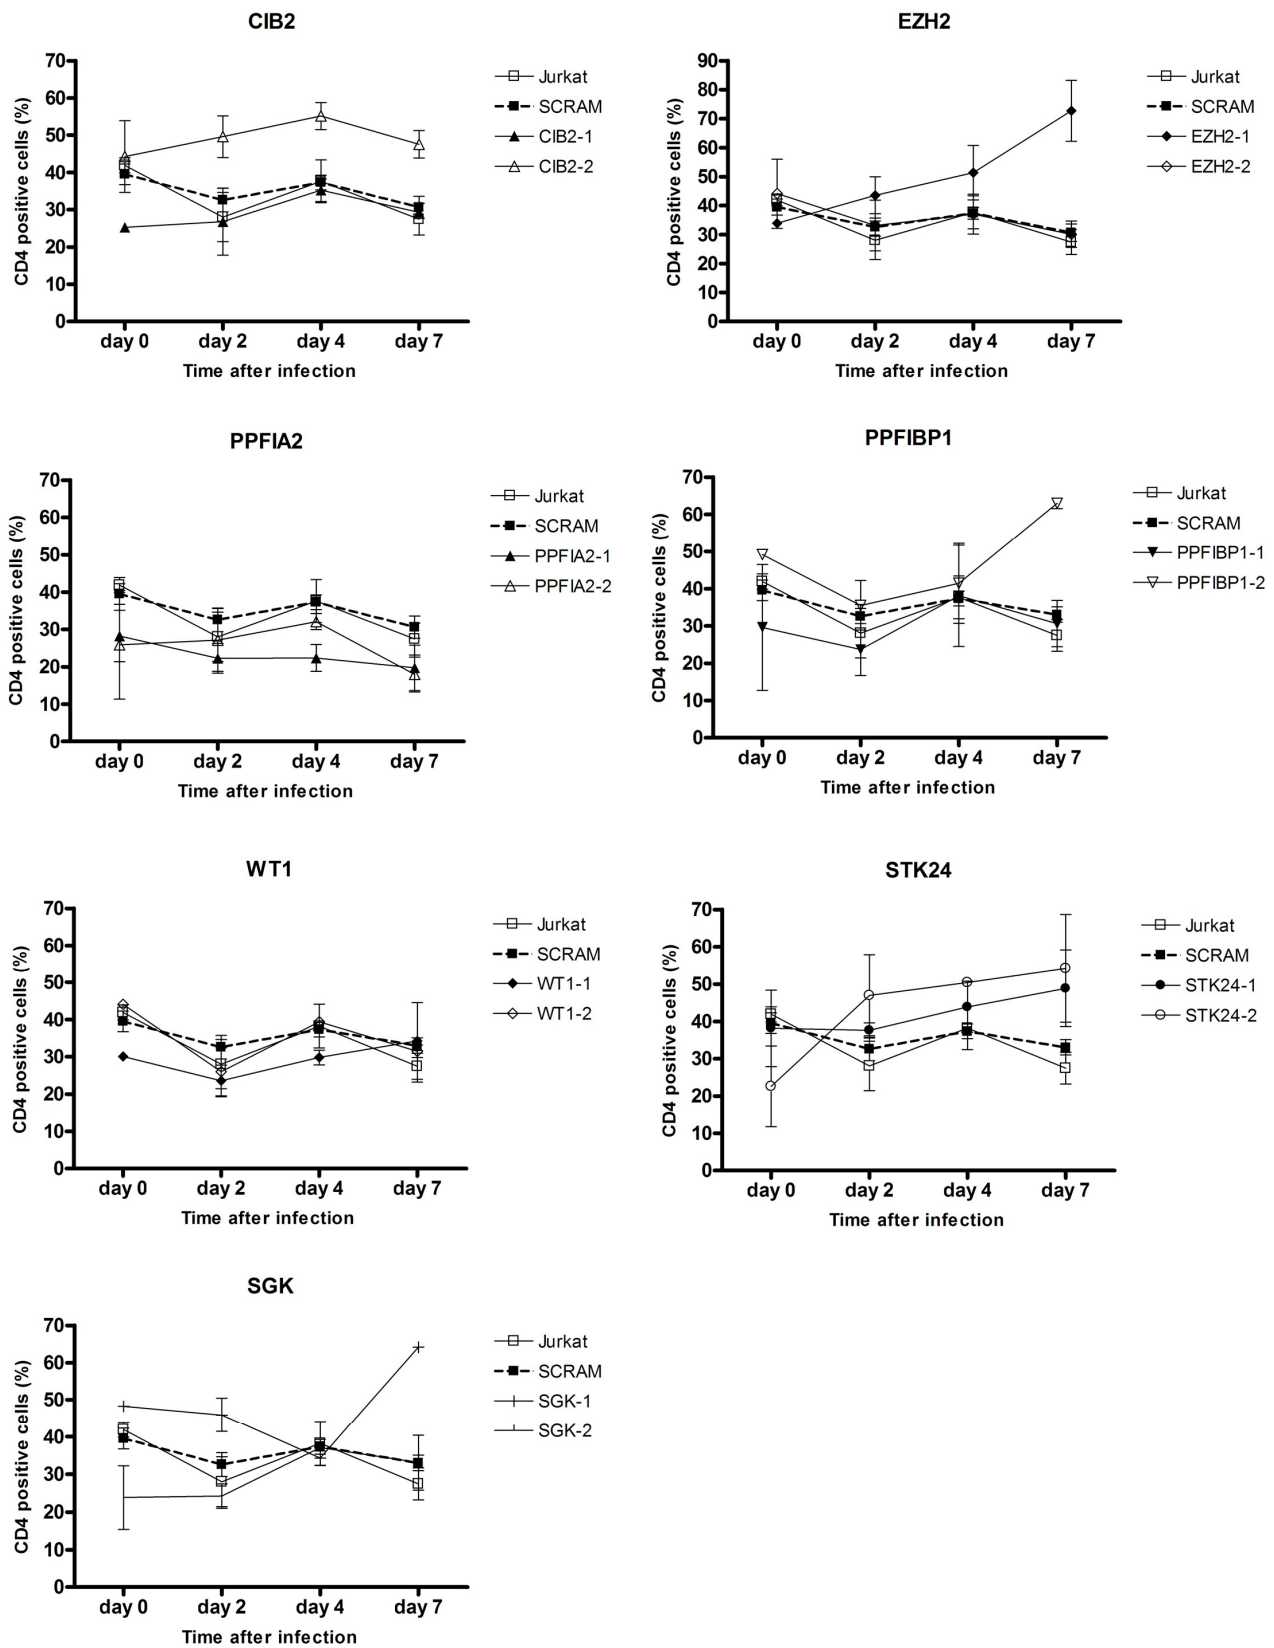 CIB2
70
60
50
40
30
20
10
0
CD4 positive cells (%)
day 0 day 2 day 4 day 7
Time after infection
Jurkat
SCRAM
CIB2-1
CIB2-2
EZH2
90
80
70
60
50
40
30
20
10
0
CD4 positive cells (%)
day 0 day 2 day 4 day 7
Time after infection
Jurkat
SCRAM
EZH2-1
EZH2-2
PPFIA2
70
60
50
40
30
20
10
0
CD4 positive cells (%)
day 0 day 2 day 4 day 7
Time after infection
Jurkat
SCRAM
PPFIA2-1
PPFIA2-2
PPFIBP1
70
60
50
40
30
20
10
0
CD4 positive cells (%)
day 0 day 2 day 4 day 7
Time after infection
Jurkat
SCRAM
PPFIBP1-1
PPFIBP1-2
WT1
70
60
50
40
30
20
10
0
CD4 positive cells (%)
day 0 day 2 day 4 day 7
Time after infection
Jurkat
SCRAM
WT1-1
WT1-2
STK24
70
60
50
40
30
20
10
0
CD4 positive cells (%)
day 0 day 2 day 4 day 7
Time after infection
Jurkat
SCRAM
STK24-1
STK24-2
SGK
70
60
50
40
30
20
10
0
CD4 positive cells (%)
day 0 day 2 day 4 day 7
Time after infection
Jurkat
SCRAM
SGK-1
SGK-2